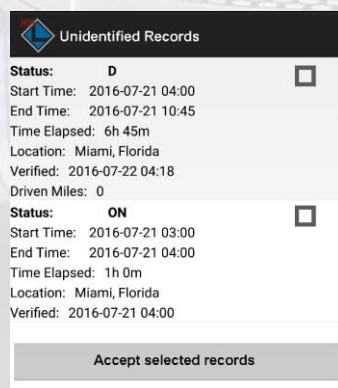 Unidentified Records
Status: D
Start Time: 2016-07-21 04:00
End Time: 2016-07-21 10:45
Time Elapsed: 6h 45m
Location: Miami, Florida
Verified: 2016-07-22 04:18
Driven Miles: 0
Status: ON
Start Time: 2016-07-21 03:00
End Time: 2016-07-21 04:00
Time Elapsed: 1h 0m
Location: Miami, Florida
Verified: 2016-07-21 04:00
Accept selected records